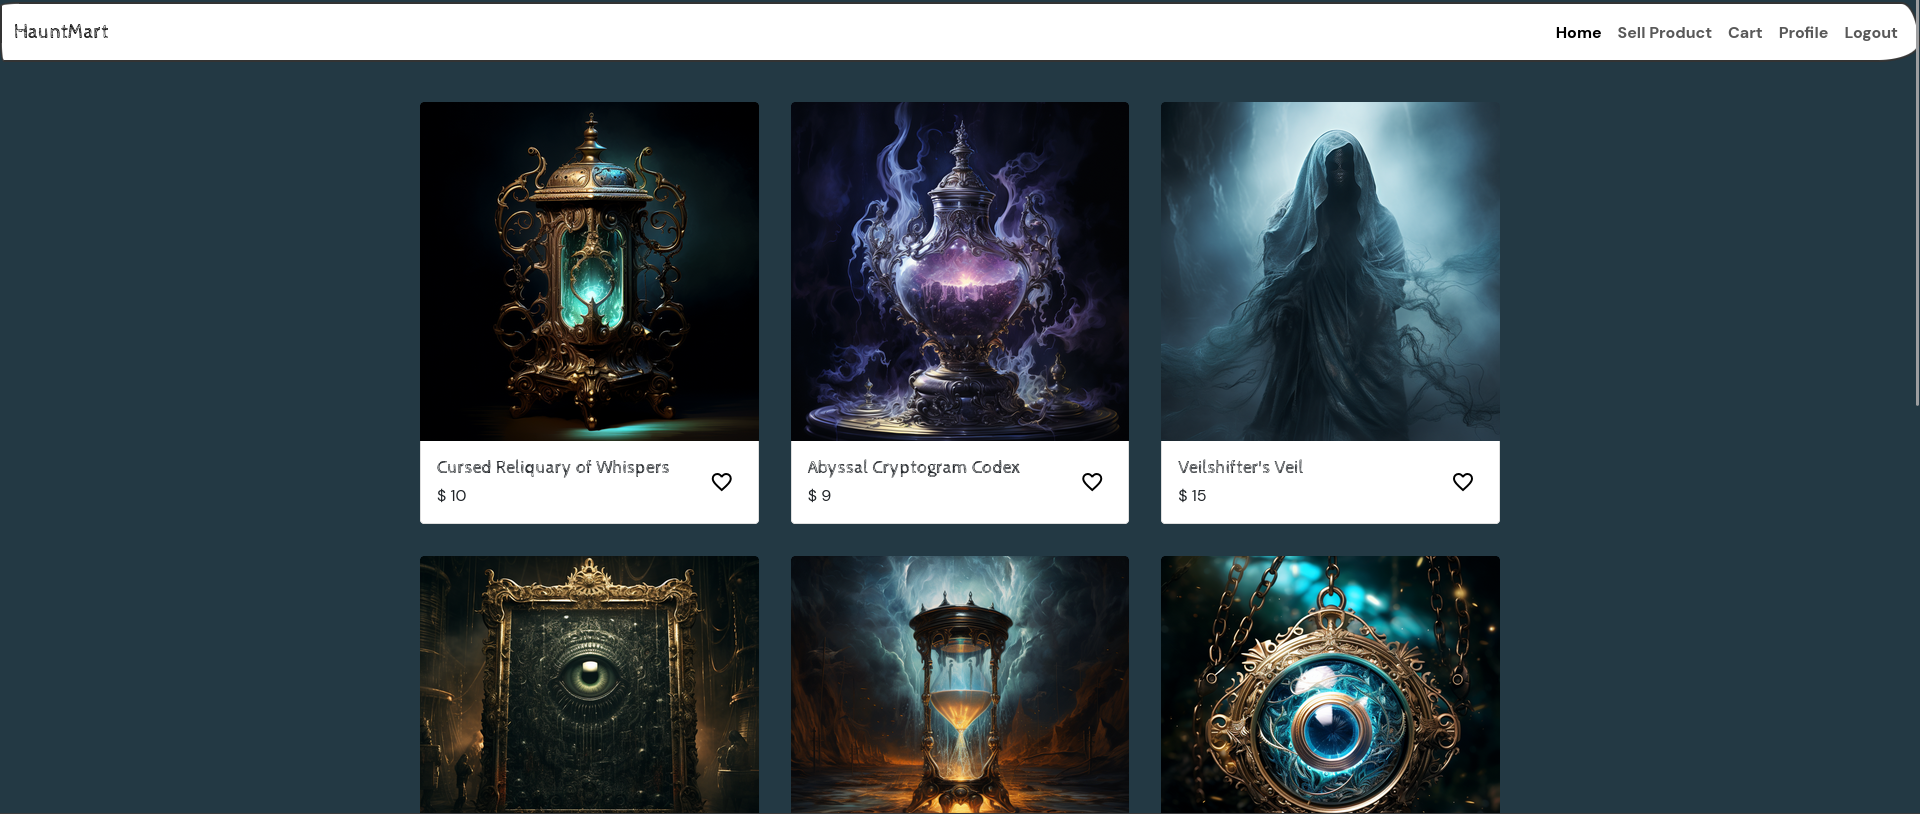 HauntMart
Home Sell Product Cart Profile Logout
Cursed Reliquary of Whispers
$ 10
Abyssal Cryptogram Codex
$ 9
Veilshifter's Veil
$ 15